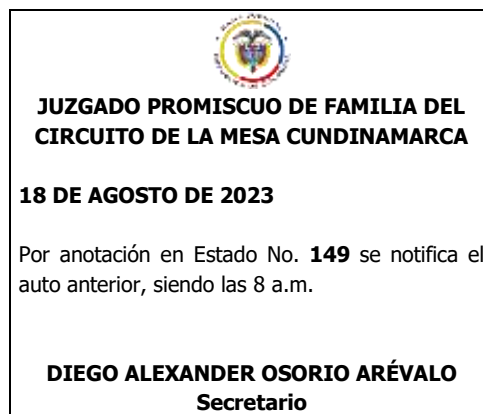 JUZGADO PROMISCUO DE FAMILIA DEL
CIRCUITO DE LA MESA CUNDINAMARCA
18 DE AGOSTO DE 2023
Por anotación en Estado No. 149 se notifica el
auto anterior, siendo las 8 a.m.
DIEGO ALEXANDER OSORIO ARÉVALO
Secretario